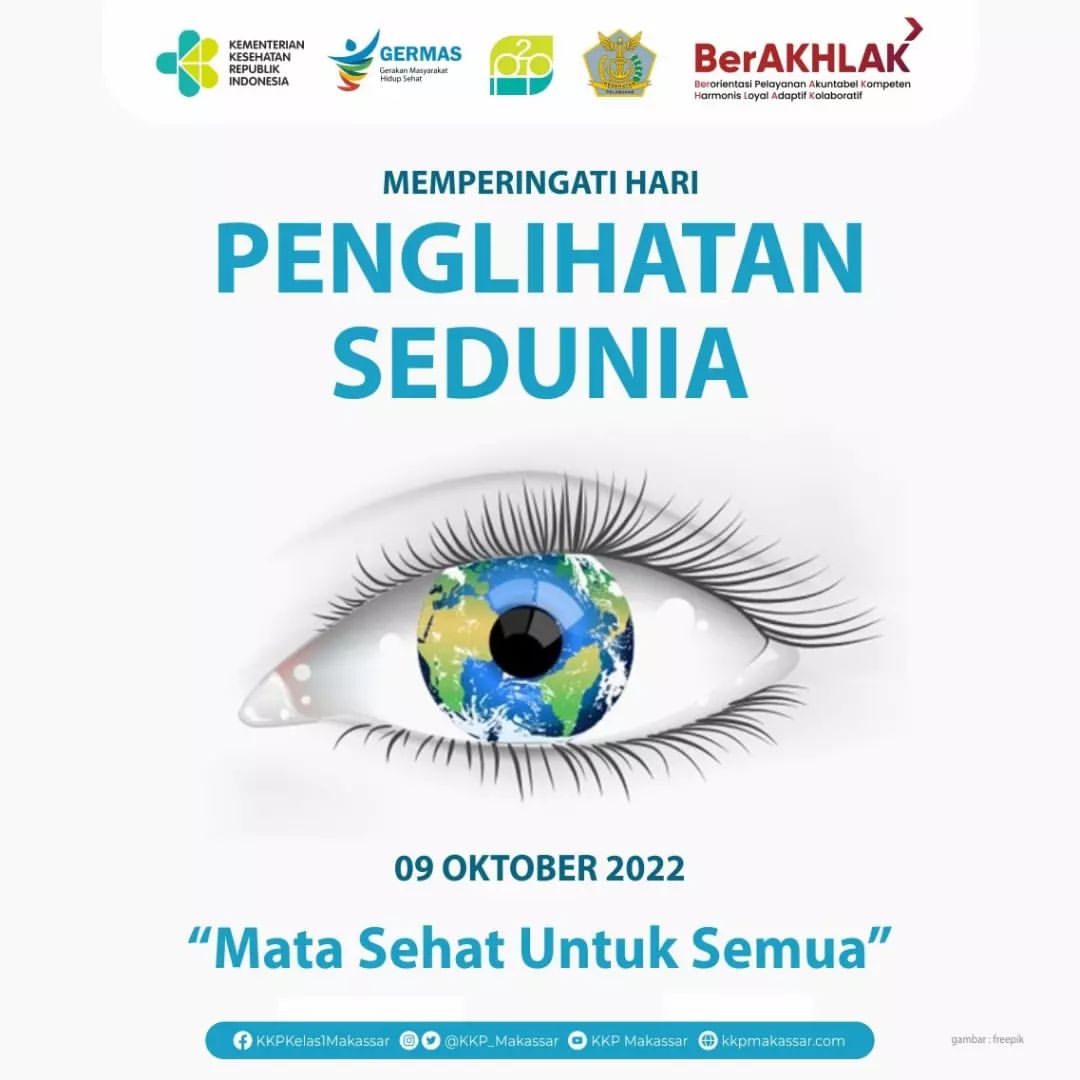 KEMENTERIAN
KESEHATAN
REPUBLIK
INDONESIA
GERMAS
Gerakan Masyarakat
Hidup Sehat
BerAKHLAK
Berorientasi Pelayanan Akuntabel Kompeten
Harmonis Loyal Adaptif Kolaboratif
MEMPERINGATI HARI
PENGLIHATAN
SEDUNIA
09 OKTOBER 2022
“Mata Sehat Untuk Semua”
KKPKelas1Makassar @KKP_Makassar KKP Makassar kkpmakassar.com
gambar : freepik